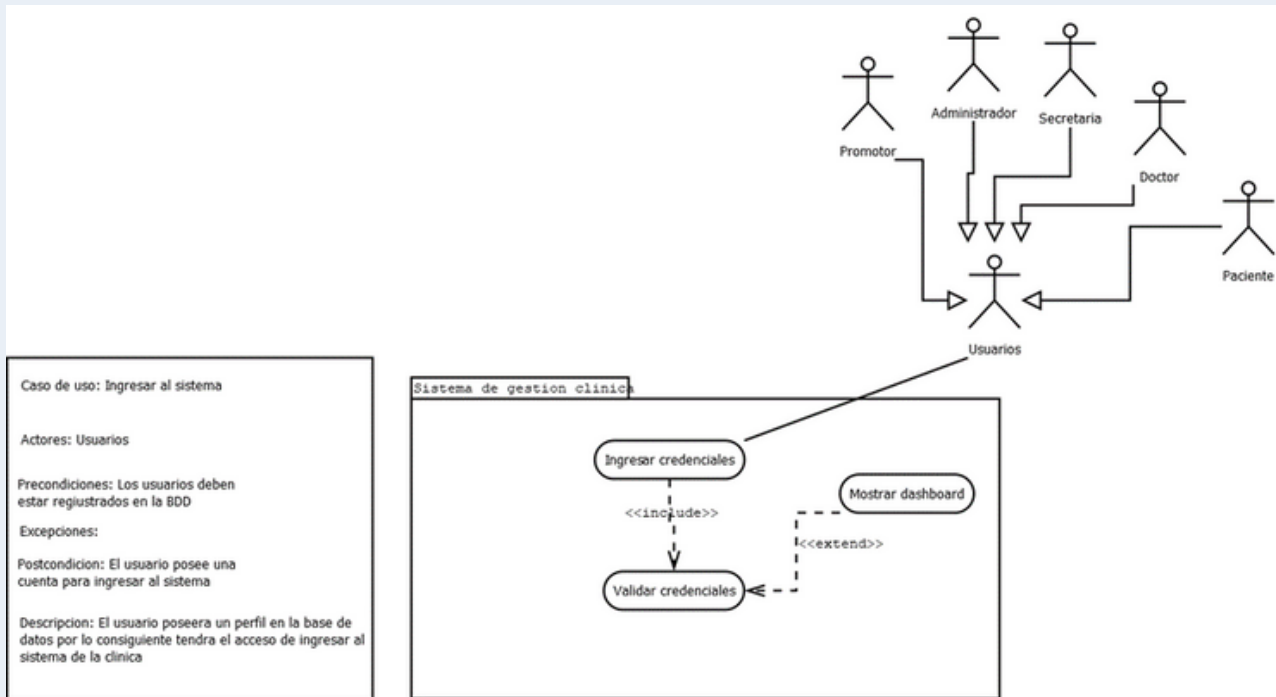 Administrador
Secretaria
Promotor
Doctor
Paciente
Usuarios
Caso de uso: Ingresar al sistema
Actores: Usuarios
Precondiciones: Los usuarios deben
estar regiustrados en la BDD
Excepciones:
Postcondicion: El usuario posee una
cuenta para ingresar al sistema
Descripcion: El usuario poseera un perfil en la base de
datos por lo consiguiente tendra el acceso de ingresar al
sistema de la clinica
Sistema de gestion clinica
Ingresar credenciales
Mostrar dashboard
<<include>>
<<extend>>
Validar credenciales